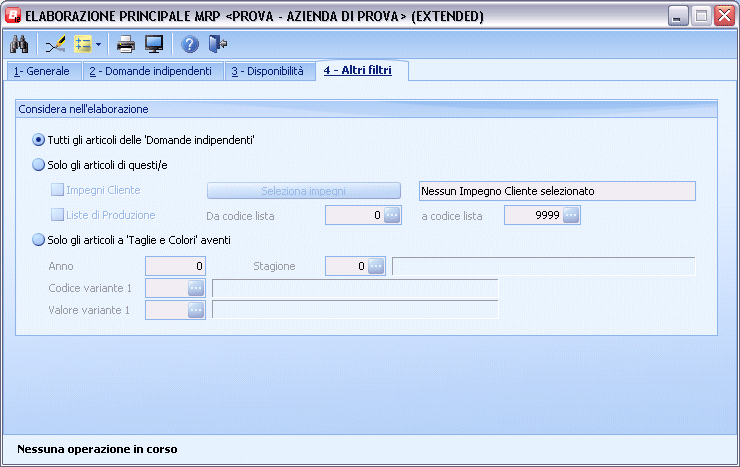 ELABORAZIONE PRINCIPALE MRP <PROVA - AZIENDA DI PROVA> (EXTENDED)
1- Generale 2 - Domande indipendenti 3 - Disponibilità 4 - Altri filtri
Considera nell'elaborazione
Tutti gli articoli delle 'Domande indipendenti'
Solo gli articoli di questi/e
Impegni Cliente Seleziona impegni Nessun Impegno Cliente selezionato
Liste di Produzione Da codice lista 0 ... a codice lista 9999 ...
Solo gli articoli a 'Taglie e Colori' aventi
Anno 0 Stagione 0 ...
Codice variante 1 ...
Valore variante 1 ...
Nessuna operazione in corso